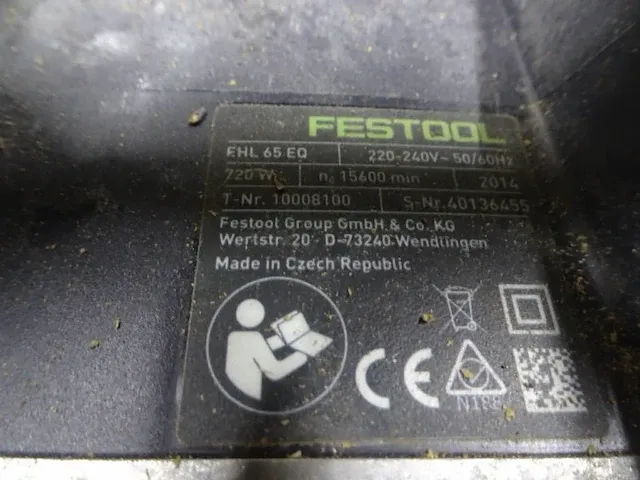 FESTOOL
EHL 65 EQ 220-240V~ 50/60Hz
720 W n₀ 15600 min 2014
T-Nr. 10008100 S-Nr. 40136455
Festool Group GmbH & Co. KG
Wertstr. 20 D-73240 Wendlingen
Made in Czech Republic
CE
N188